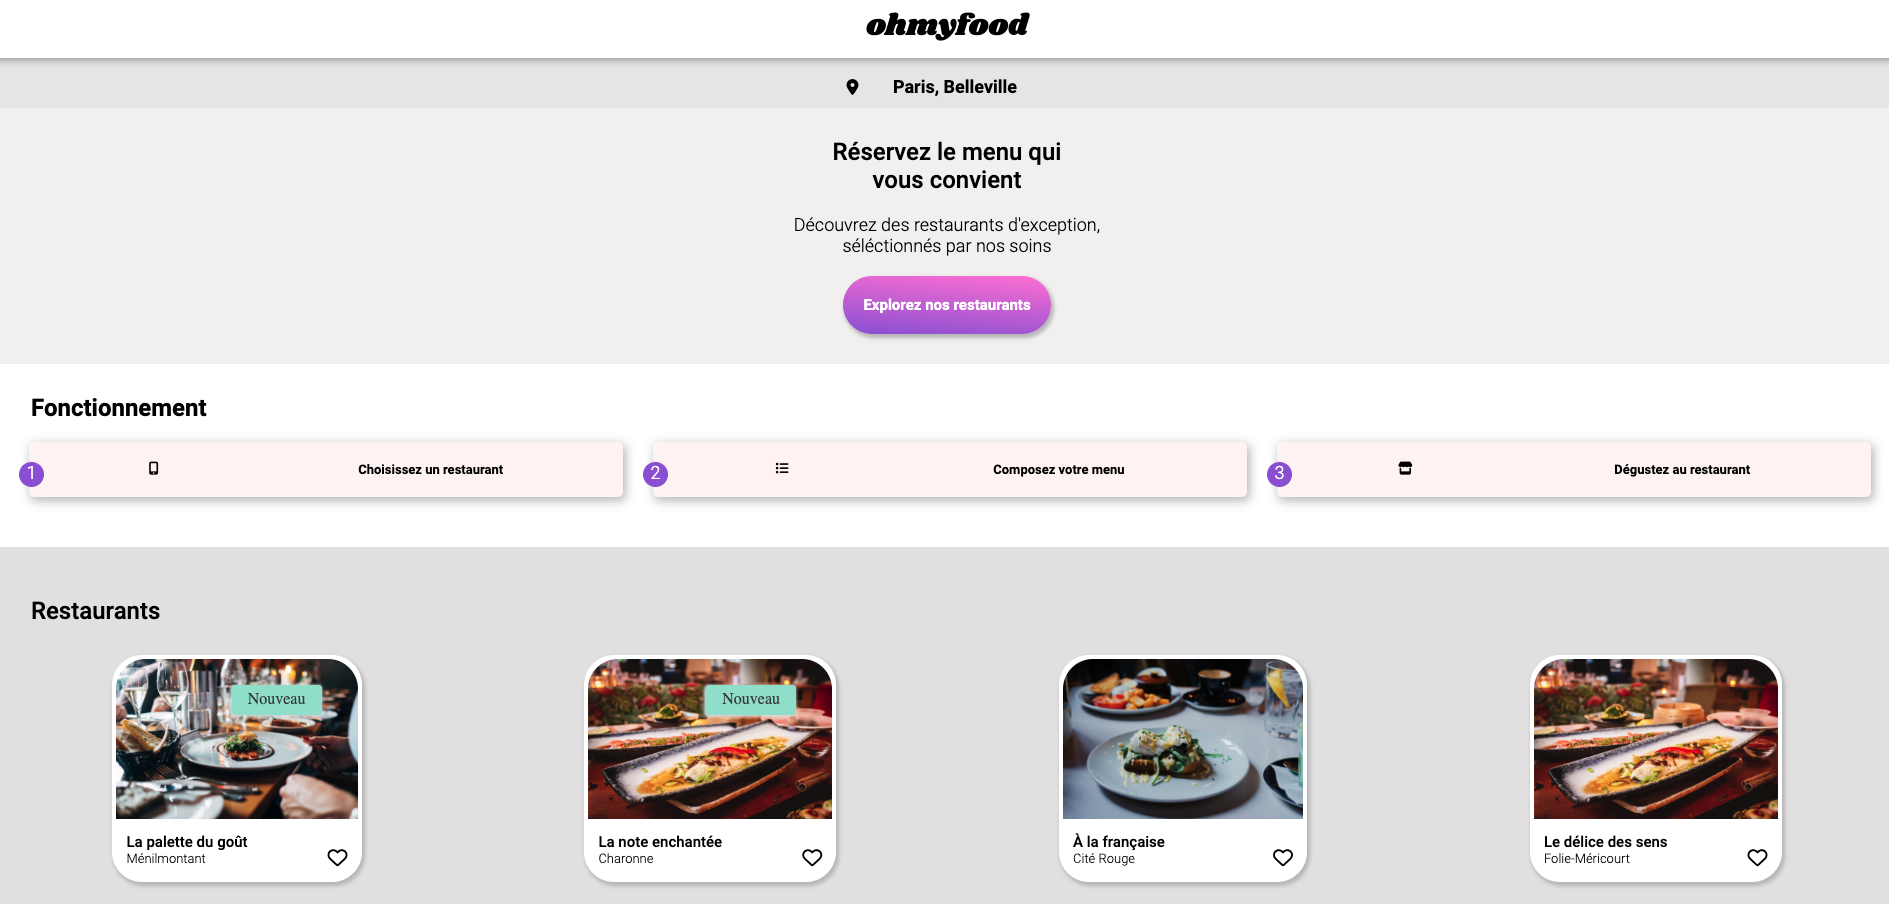 ohmyfood
Paris, Belleville
Réservez le menu qui
vous convient
Découvrez des restaurants d'exception,
séléctionnés par nos soins
Explorez nos restaurants
Fonctionnement
1 Choisissez un restaurant
2 Composez votre menu
3 Dégustez au restaurant
Restaurants
Nouveau
La palette du goût
Ménilmontant
Nouveau
La note enchantée
Charonne
À la française
Cité Rouge
Le délice des sens
Folie-Méricourt